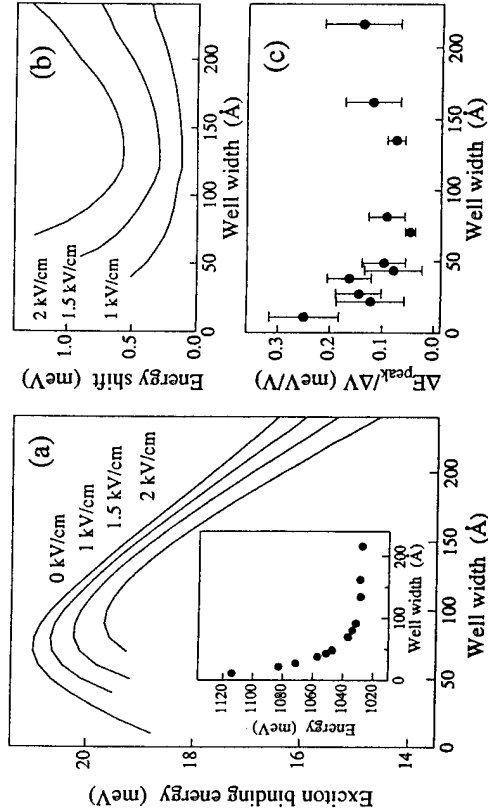 (a)
Exciton binding energy (meV)
20
18
16
14
0 kV/cm
1 kV/cm
1.5 kV/cm
2 kV/cm
Energy (meV)
1120
1100
1080
1060
1040
1020
0
100
200
Well width (Å)
0
50
100
150
200
Well width (Å)
(b)
Energy shift (meV)
1.0
0.5
0.0
2 kV/cm
1.5 kV/cm
1 kV/cm
0
50
100
150
200
Well width (Å)
(c)
ΔEpeak/ΔV (meV/V)
0.3
0.2
0.1
0.0
0
50
100
150
200
Well width (Å)